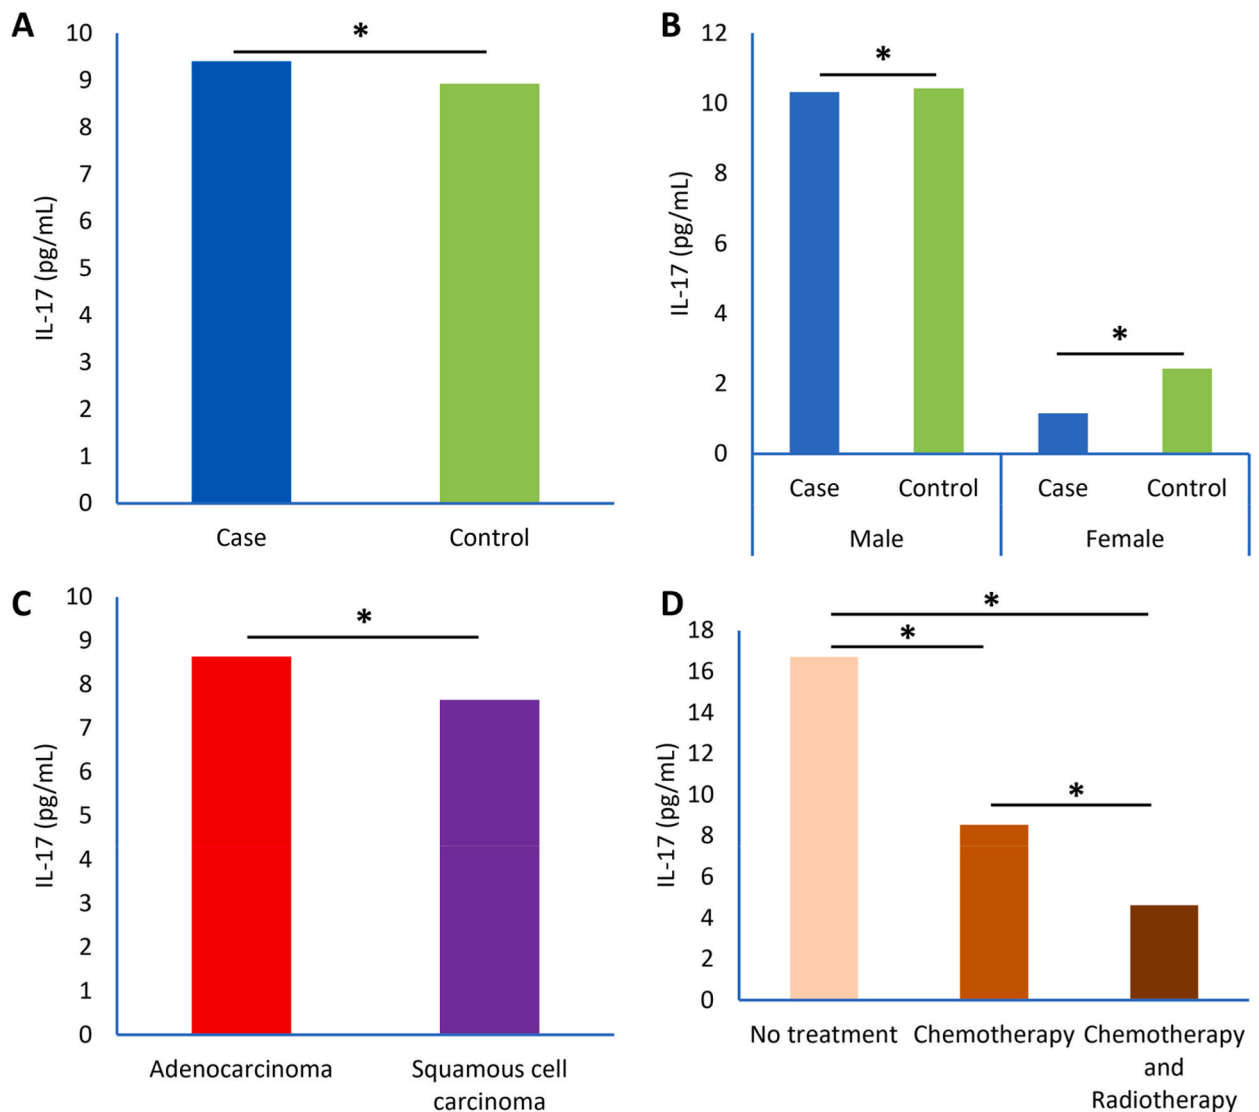 A
*
IL-17 (pg/mL)
10
9
8
7
6
5
4
3
2
1
0
Case
Control
B
*
*
IL-17 (pg/mL)
12
10
8
6
4
2
0
Case
Control
Case
Control
Male
Female
C
*
IL-17 (pg/mL)
10
9
8
7
6
5
4
3
2
1
0
Adenocarcinoma
Squamous cell
carcinoma
D
*
*
*
IL-17 (pg/mL)
18
16
14
12
10
8
6
4
2
0
No treatment
Chemotherapy
Chemotherapy
and
Radiotherapy